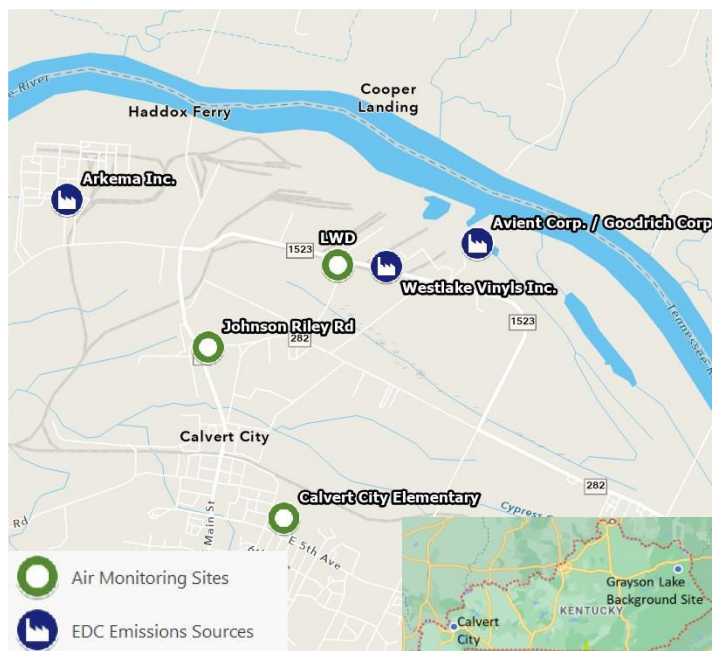 River
Cooper
Landing
Haddox Ferry
Arkema Inc.
Avient Corp. / Goodrich Corp
LWD
1523
Westlake Vinyls Inc.
Johnson Riley Rd
282
1523
Tennessee R
Calvert City
282
Calvert City Elementary
Cypress C
Rd
Main St
E 5th Ave
Air Monitoring Sites
EDC Emissions Sources
Grayson Lake
Background Site
KENTUCKY
Calvert
City